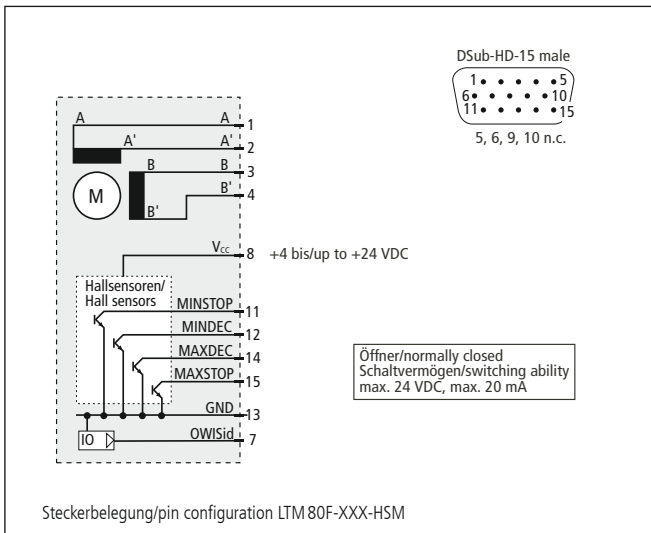 DSub-HD-15 male
1 5
6 10
11 15
5, 6, 9, 10 n.c.
A A 1
A' A' 2
B B 3
M
B' B' 4
Vcc 8 +4 bis/up to +24 VDC
Hallsensoren/
Hall sensors
MINSTOP 11
MINDEC 12
MAXDEC 14
MAXSTOP 15
GND 13
IO OWISid 7
Öffner/normally closed
Schaltvermögen/switching ability
max. 24 VDC, max. 20 mA
Steckerbelegung/pin configuration LTM 80F-XXX-HSM